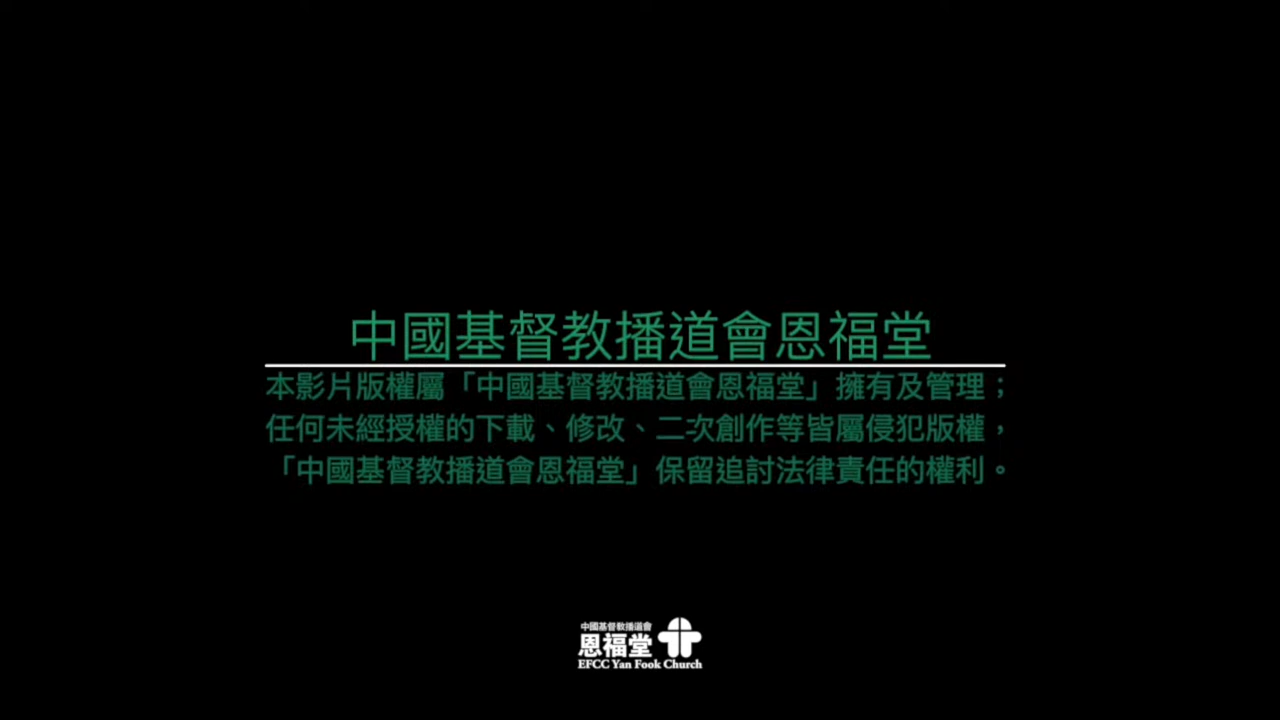 中國基督教播道會恩福堂
本影片版權屬「中國基督教播道會恩福堂」擁有及管理；
任何未經授權的下載、修改、二次創作等皆屬侵犯版權，
「中國基督教播道會恩福堂」保留追討法律責任的權利。
中國基督教播道會
恩福堂
EFCC Yan Fook Church